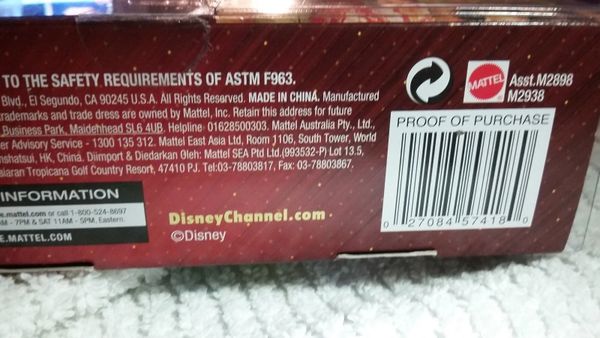 TO THE SAFETY REQUIREMENTS OF ASTM F963.
Blvd., El Segundo, CA 90245 U.S.A. All Rights Reserved. MADE IN CHINA. Manufactured
trademarks and trade dress are owned by Mattel, Inc. Retain this address for future
Business Park, Maidenhead SL6 4UB. Helpline 01628500303. Mattel Australia Pty., Ltd.,
er Advisory Service - 1300 135 312. Mattel East Asia Ltd, Room 1106, South Tower, World
nshatsui, HK, China. Diimport & Diedarkan Oleh: Mattel SEA Ptd Ltd.(993532-P) Lot 13.5,
rsiaran Tropicana Golf Country Resort, 47410 PJ. Tel:03-78803817, Fax: 03-78803867.
INFORMATION
e.mattel.com or call 1-800-524-8697
M - 7PM & SAT 11AM - 5PM, Eastern.
E.MATTEL.COM
DisneyChannel.com
©Disney
MATTEL
Asst.M2898
M2938
PROOF OF PURCHASE
0 27084 57418 0